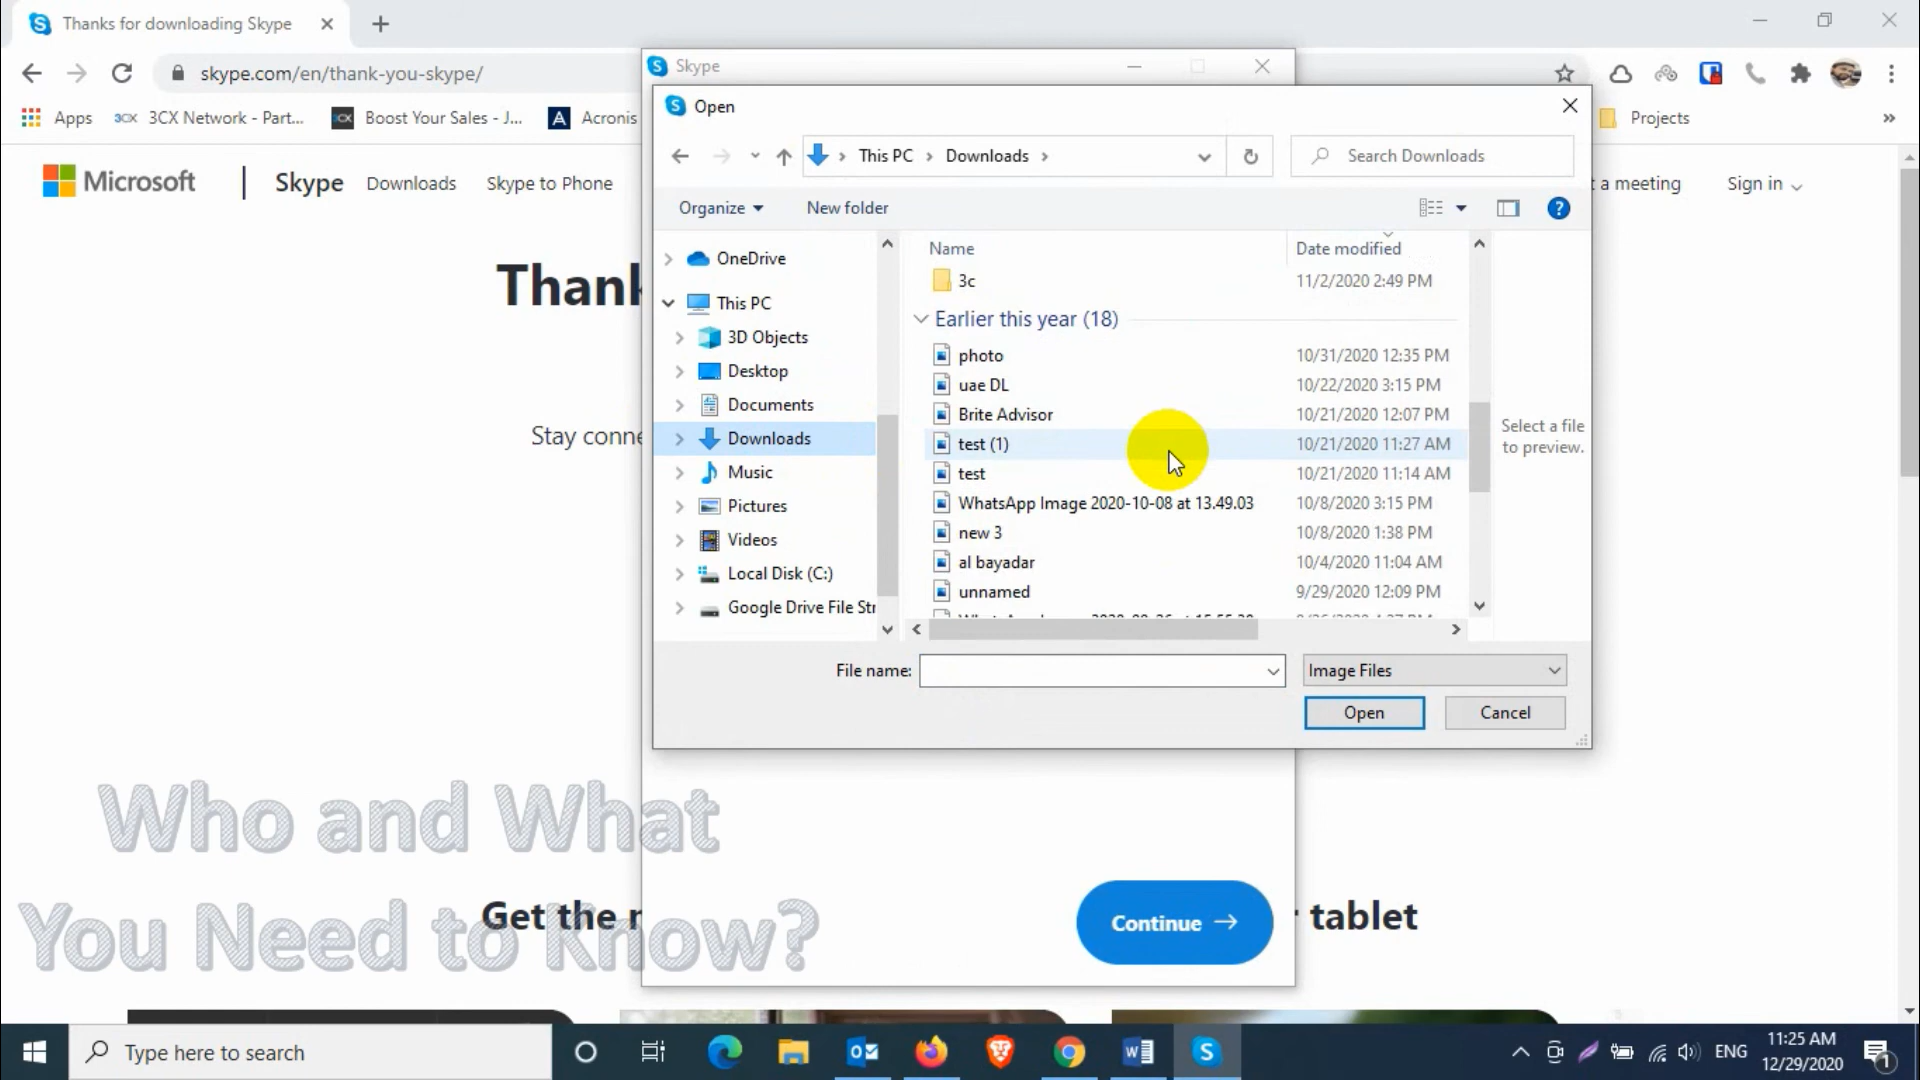 Thanks for downloading Skype
skype.com/en/thank-you-skype/
Apps
3CX Network - Part...
Boost Your Sales - J...
Acronis
Projects
»
Microsoft
Skype
Downloads
Skype to Phone
t a meeting
Sign in
Thank
Stay conne
Get the n
r tablet
Skype
Open
This PC
Downloads
Search Downloads
Organize
New folder
OneDrive
This PC
3D Objects
Desktop
Documents
Downloads
Music
Pictures
Videos
Local Disk (C:)
Google Drive File Str
Name
Date modified
3c 11/2/2020 2:49 PM
Earlier this year (18)
photo 10/31/2020 12:35 PM
uae DL 10/22/2020 3:15 PM
Brite Advisor 10/21/2020 12:07 PM
test (1) 10/21/2020 11:27 AM
test 10/21/2020 11:14 AM
WhatsApp Image 2020-10-08 at 13.49.03 10/8/2020 3:15 PM
new 3 10/8/2020 1:38 PM
al bayadar 10/4/2020 11:04 AM
unnamed 9/29/2020 12:09 PM
Select a file
to preview.
File name:
Image Files
Open
Cancel
Continue
Who and What
You Need to Know?
Type here to search
ENG
11:25 AM
12/29/2020
1